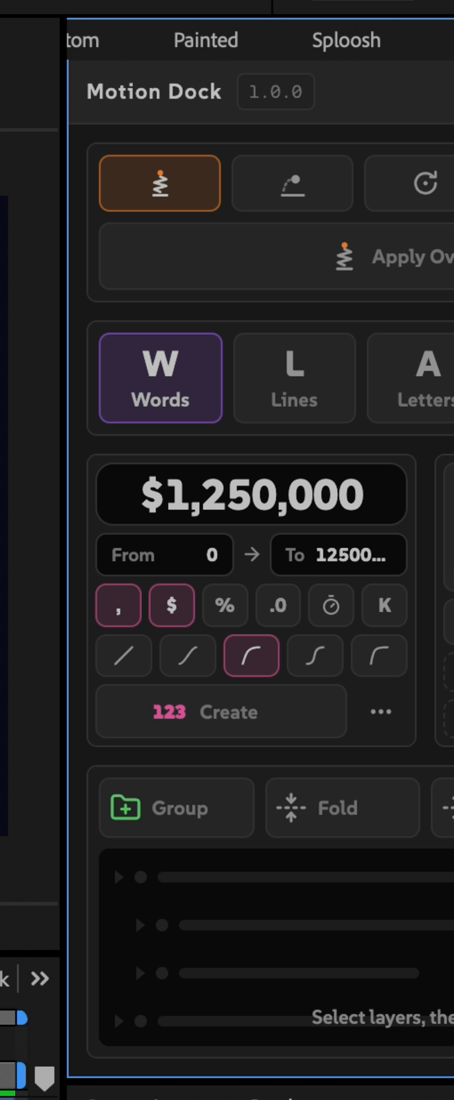 tom Painted Sploosh
Motion Dock 1.0.0
Apply Ov
W L A
Words Lines Letters
$1,250,000
From 0 → To 12500...
, $ % .0 K
123 Create ...
Group Fold
Select layers, the
k